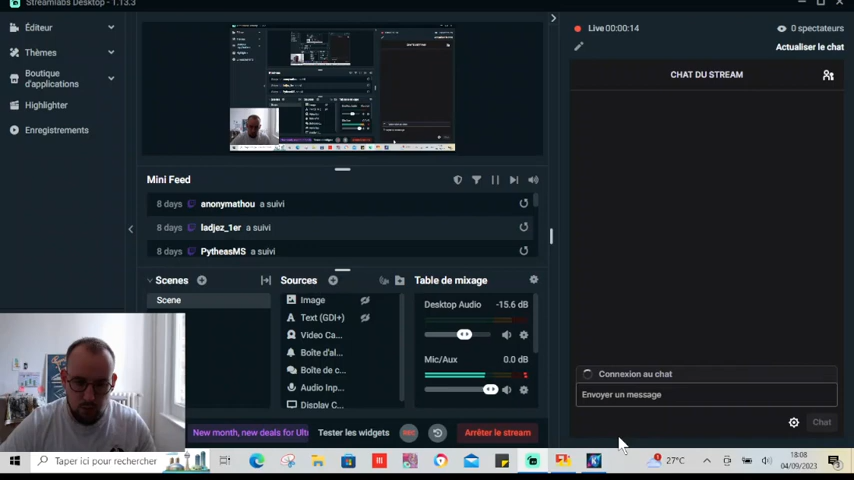 Streamlabs Desktop - 1.13.3
Éditeur
Thèmes
Boutique
d'applications
Highlighter
Enregistrements
Mini Feed
8 days anonymathou a suivi
8 days ladjez_1er a suivi
8 days PytheasMS a suivi
Scenes
Scene
Sources
Image
Text (GDI+)
Video Ca...
Boîte d'al...
Boîte de c...
Audio Inp...
Display C...
Table de mixage
Desktop Audio -15.6 dB
Mic/Aux 0.0 dB
New month, new deals for Ult
Tester les widgets
REC
Arrêter le stream
Live 00:00:14
0 spectateurs
Actualiser le chat
CHAT DU STREAM
Connexion au chat
Envoyer un message
Chat
Taper ici pour rechercher
27°C
18:08
04/09/2023
3